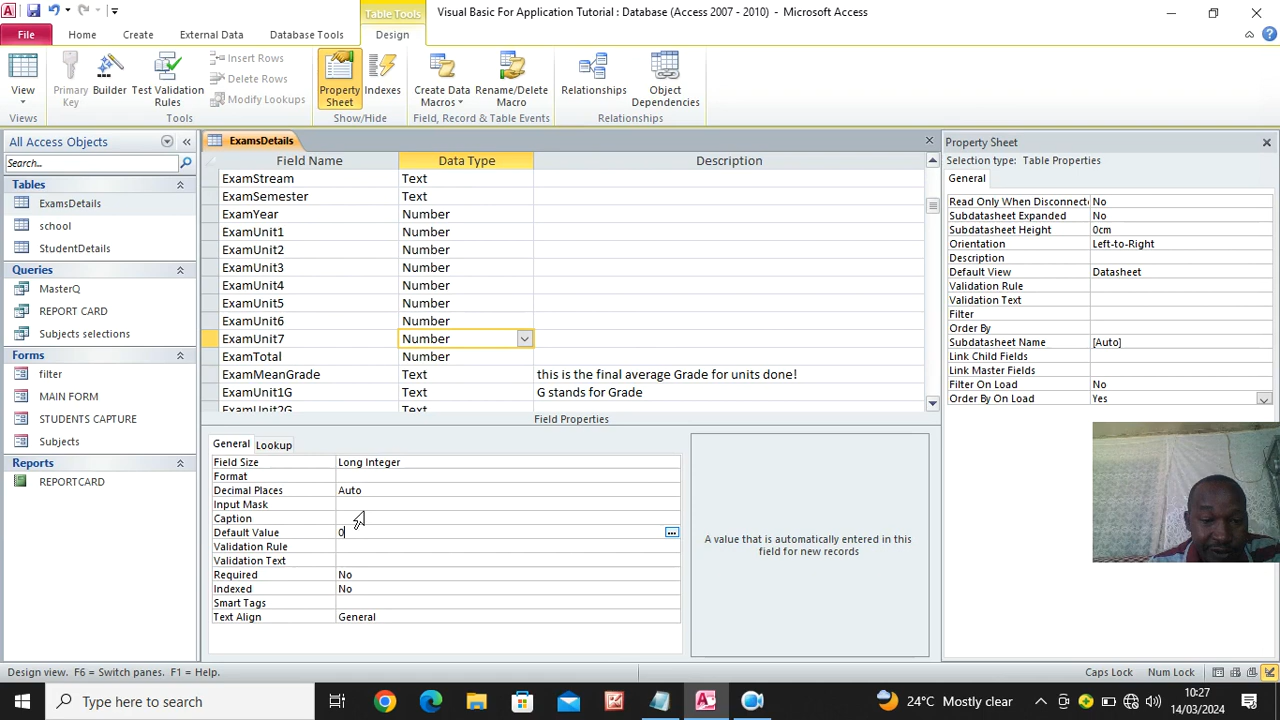 Table Tools
Visual Basic For Application Tutorial : Database (Access 2007 - 2010) - Microsoft Access
File
Home
Create
External Data
Database Tools
Design
View
Primary Key
Builder
Test Validation Rules
Insert Rows
Delete Rows
Modify Lookups
Property Sheet
Indexes
Create Data Macros
Rename/Delete Macro
Relationships
Object Dependencies
Views
Tools
Show/Hide
Field, Record & Table Events
Relationships
All Access Objects
Search...
Tables
ExamsDetails
school
StudentDetails
Queries
MasterQ
REPORT CARD
Subjects selections
Forms
filter
MAIN FORM
STUDENTS CAPTURE
Subjects
Reports
REPORTCARD
ExamsDetails
Field Name Data Type Description
ExamStream Text
ExamSemester Text
ExamYear Number
ExamUnit1 Number
ExamUnit2 Number
ExamUnit3 Number
ExamUnit4 Number
ExamUnit5 Number
ExamUnit6 Number
ExamUnit7 Number
ExamTotal Number
ExamMeanGrade Text this is the final average Grade for units done!
ExamUnit1G Text G stands for Grade
ExamUnit2G Text
Field Properties
General Lookup
Field Size Long Integer
Format
Decimal Places Auto
Input Mask
Caption
Default Value 0
Validation Rule
Validation Text
Required No
Indexed No
Smart Tags
Text Align General
A value that is automatically entered in this
field for new records
Property Sheet
Selection type: Table Properties
General
Read Only When Disconnecte No
Subdatasheet Expanded No
Subdatasheet Height 0cm
Orientation Left-to-Right
Description
Default View Datasheet
Validation Rule
Validation Text
Filter
Order By
Subdatasheet Name [Auto]
Link Child Fields
Link Master Fields
Filter On Load No
Order By On Load Yes
Design view. F6 = Switch panes. F1 = Help.
Caps Lock
Num Lock
Type here to search
24°C Mostly clear
10:27
14/03/2024